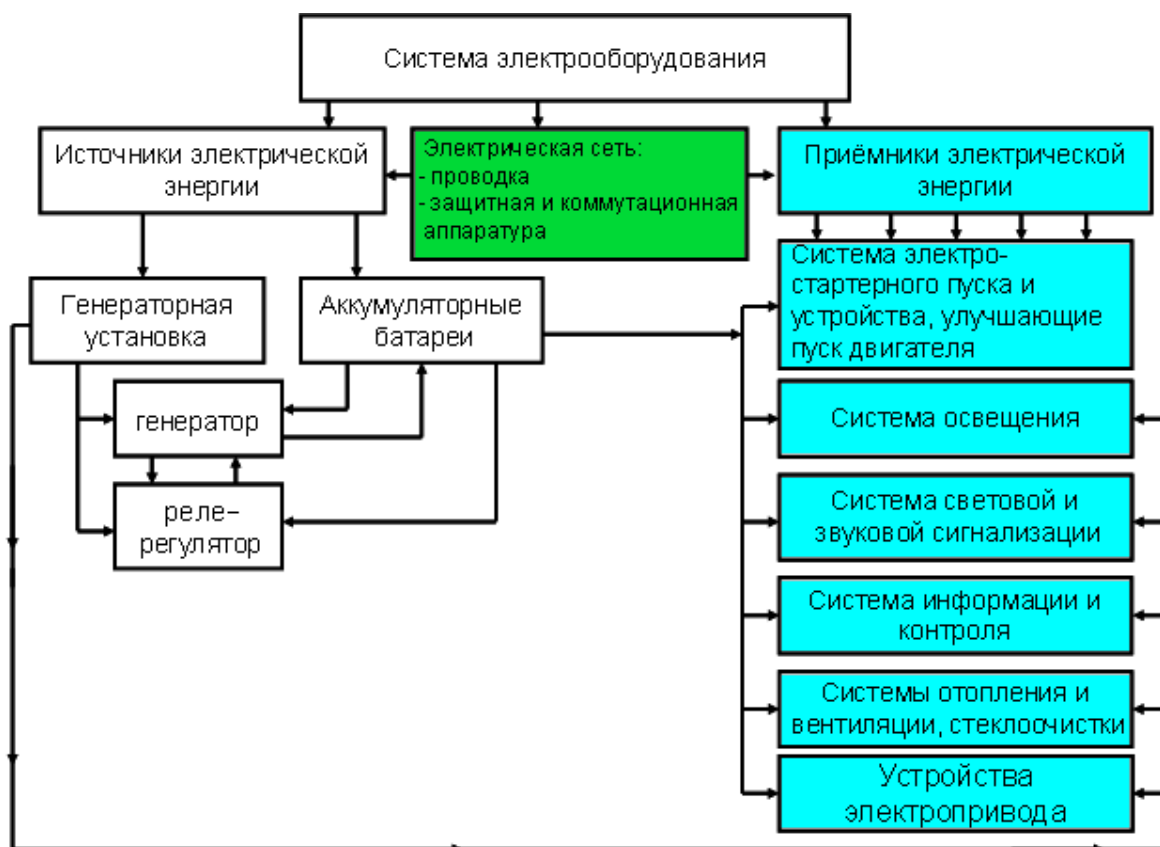 Система электрооборудования
Источники электрической
энергии
Электрическая сеть:
- проводка
- защитная и коммутационная
аппаратура
Приёмники электрической
энергии
Генераторная
установка
Аккумуляторные
батареи
генератор
реле-
регулятор
Система электро-
стартерного пуска и
устройства, улучшающие
пуск двигателя
Система освещения
Система световой и
звуковой сигнализации
Система информации и
контроля
Системы отопления и
вентиляции, стеклоочистки
Устройства
электропривода